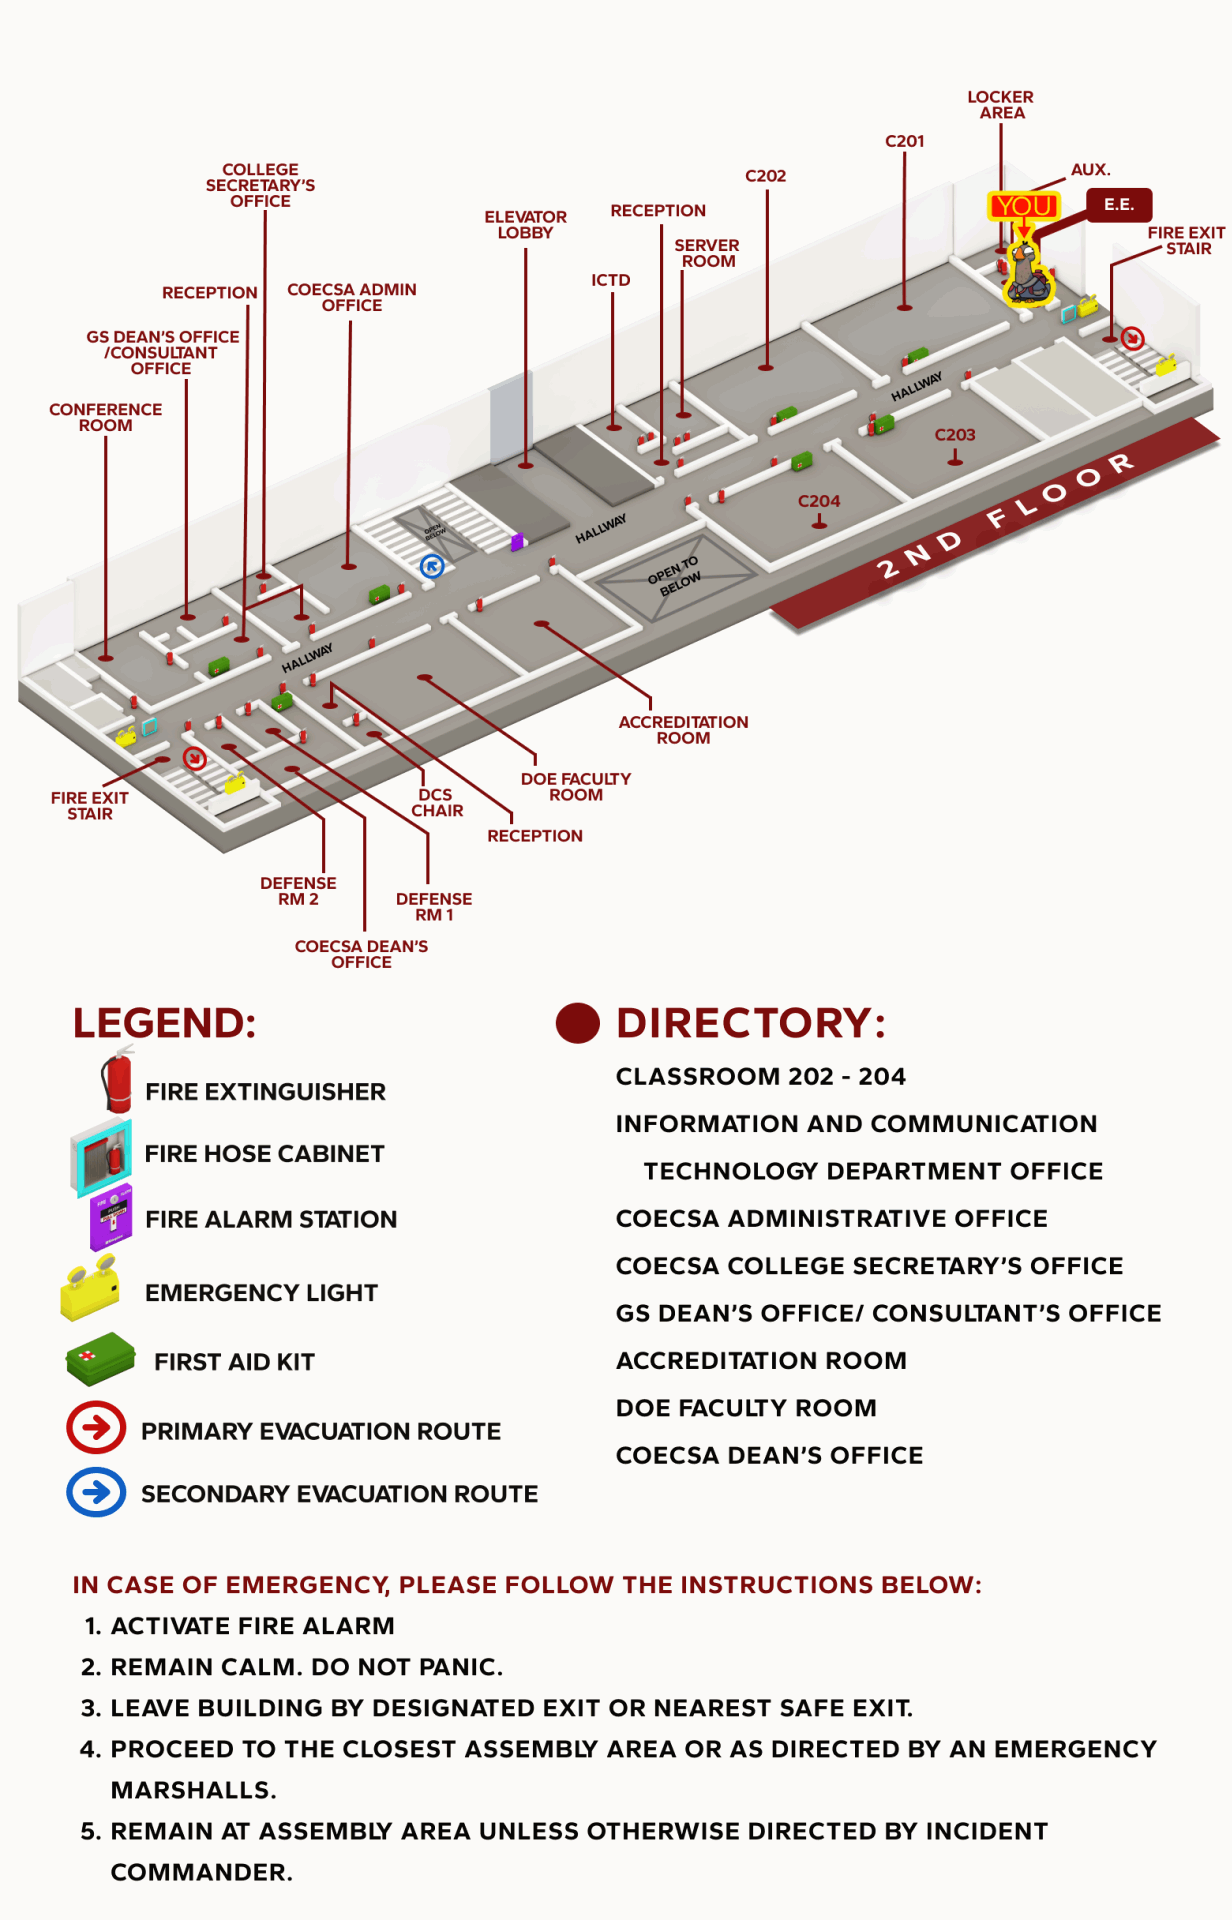 LOCKER
AREA
C201
COLLEGE
SECRETARY'S
OFFICE
C202
AUX.
YOU
E.E.
ELEVATOR
LOBBY
RECEPTION
FIRE EXIT
STAIR
SERVER
ROOM
RECEPTION
COECSA ADMIN
OFFICE
ICTD
GS DEAN'S OFFICE
/CONSULTANT
OFFICE
CONFERENCE
ROOM
HALLWAY
C203
C204
2ND FLOOR
OPEN
BELOW
HALLWAY
OPEN TO
BELOW
HALLWAY
ACCREDITATION
ROOM
DOE FACULTY
ROOM
FIRE EXIT
STAIR
DCS
CHAIR
RECEPTION
DEFENSE
RM 2
DEFENSE
RM 1
COECSA DEAN'S
OFFICE
LEGEND:
FIRE EXTINGUISHER
FIRE HOSE CABINET
FIRE ALARM STATION
EMERGENCY LIGHT
FIRST AID KIT
PRIMARY EVACUATION ROUTE
SECONDARY EVACUATION ROUTE
DIRECTORY:
CLASSROOM 202 - 204
INFORMATION AND COMMUNICATION
TECHNOLOGY DEPARTMENT OFFICE
COECSA ADMINISTRATIVE OFFICE
COECSA COLLEGE SECRETARY'S OFFICE
GS DEAN'S OFFICE/ CONSULTANT'S OFFICE
ACCREDITATION ROOM
DOE FACULTY ROOM
COECSA DEAN'S OFFICE
IN CASE OF EMERGENCY, PLEASE FOLLOW THE INSTRUCTIONS BELOW:
1. ACTIVATE FIRE ALARM
2. REMAIN CALM. DO NOT PANIC.
3. LEAVE BUILDING BY DESIGNATED EXIT OR NEAREST SAFE EXIT.
4. PROCEED TO THE CLOSEST ASSEMBLY AREA OR AS DIRECTED BY AN EMERGENCY
MARSHALLS.
5. REMAIN AT ASSEMBLY AREA UNLESS OTHERWISE DIRECTED BY INCIDENT
COMMANDER.